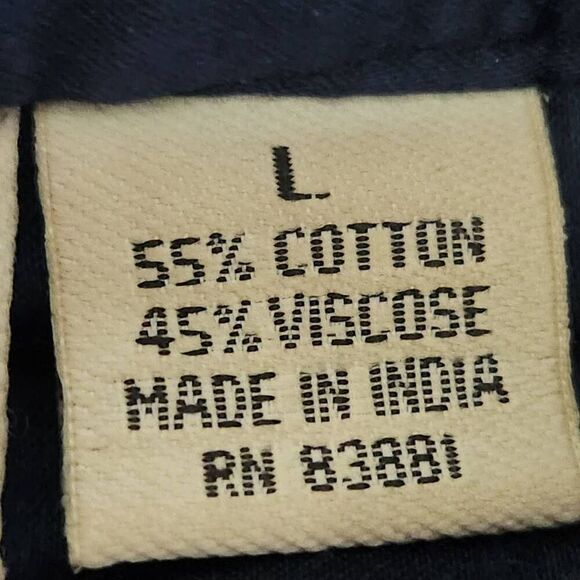 L
55% COTTON
45% VISCOSE
MADE IN INDIA
RN 83881